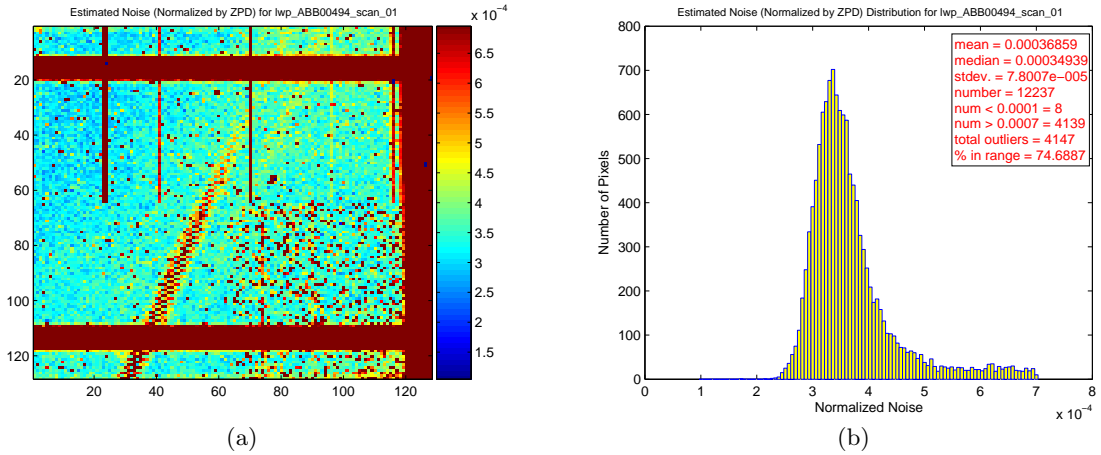 Estimated Noise (Normalized by ZPD) for lwp_ABB00494_scan_01
x 10⁻⁴
6.5
6
5.5
5
4.5
4
3.5
3
2.5
2
1.5
20
40
60
80
100
120
20 40 60 80 100 120
(a)
Estimated Noise (Normalized by ZPD) Distribution for lwp_ABB00494_scan_01
800
700
600
500
400
300
200
100
0
Number of Pixels
mean = 0.00036859
median = 0.00034939
stdev. = 7.8007e−005
number = 12237
num < 0.0001 = 8
num > 0.0007 = 4139
total outliers = 4147
% in range = 74.6887
0 1 2 3 4 5 6 7 8
x 10⁻⁴
Normalized Noise
(b)